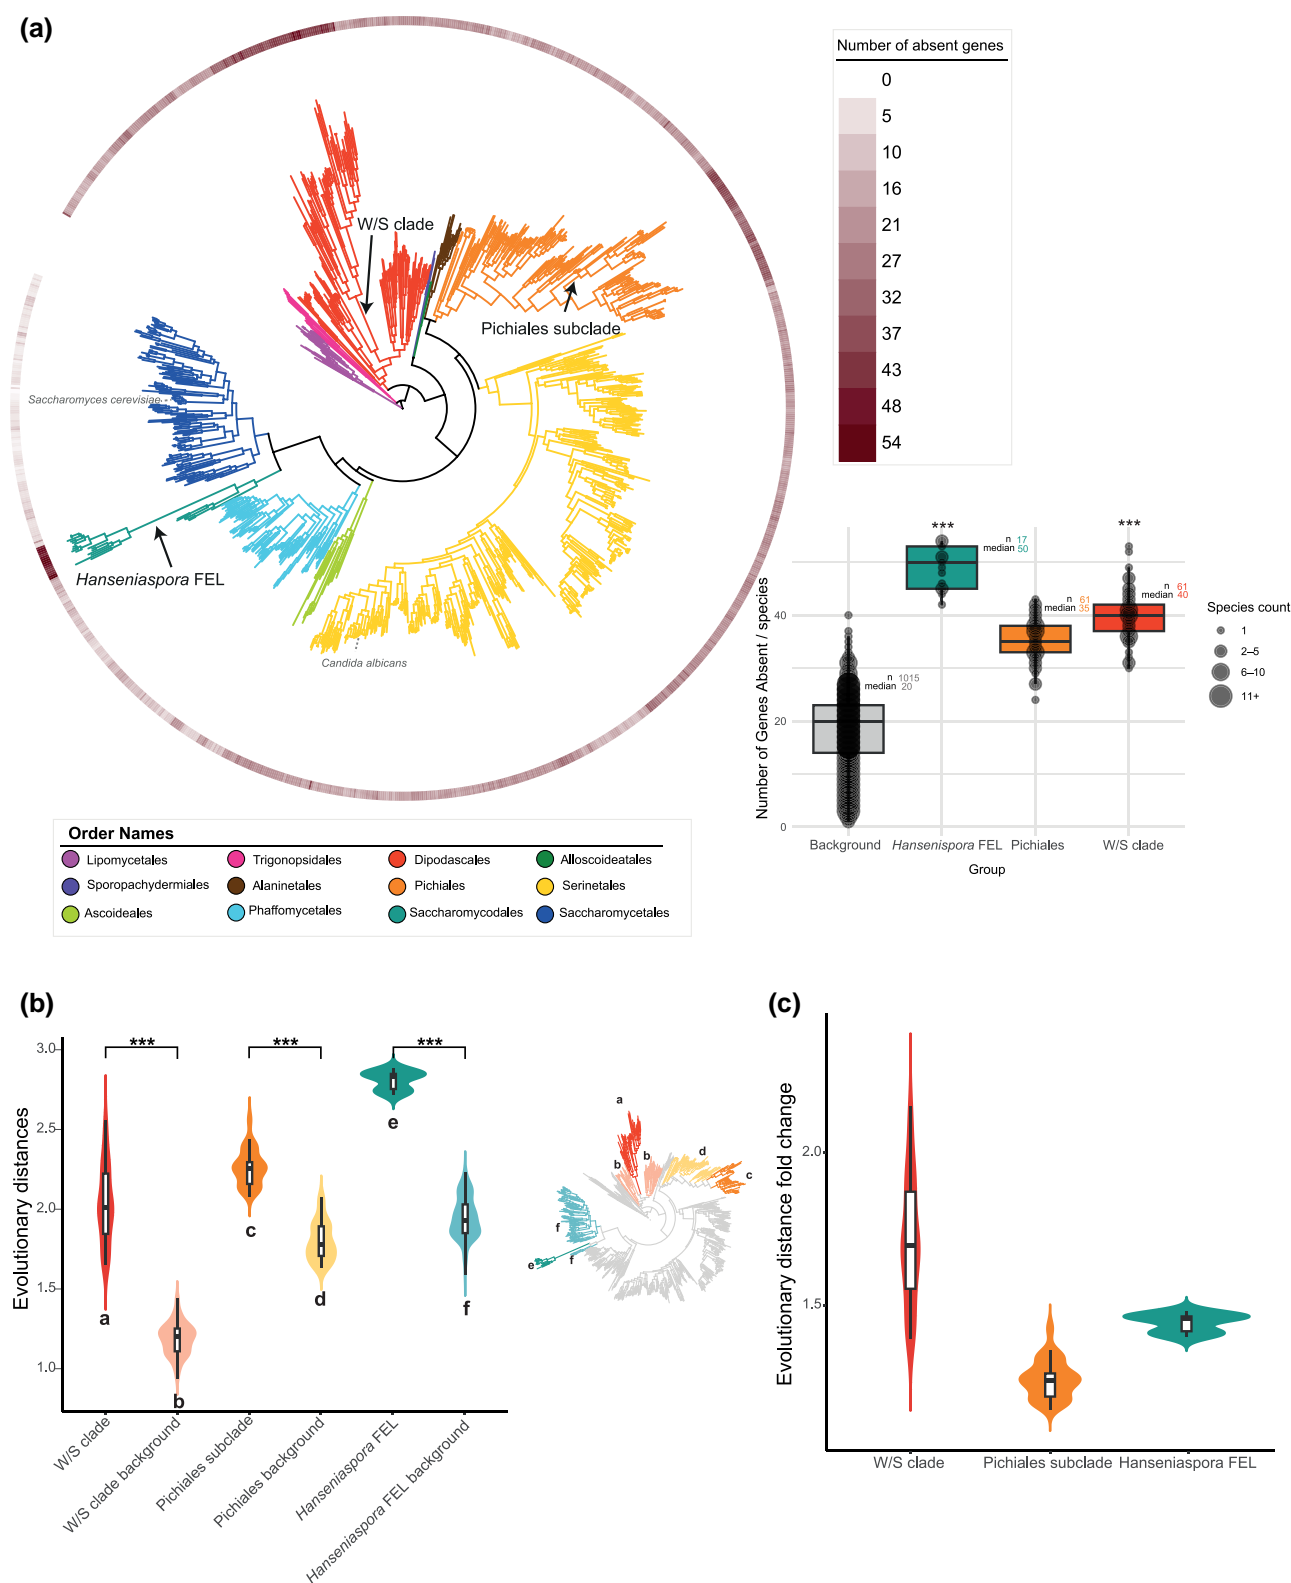 (a)
Number of absent genes
0
5
10
16
21
27
32
37
43
48
54
W/S clade
Pichiales subclade
Saccharomyces cerevisiae
Hanseniaspora FEL
Candida albicans
Order Names
Lipomycetales
Trigonopsidales
Dipodascales
Alloscoideatales
Sporopachydermiales
Alaninetales
Pichiales
Serinetales
Ascoideales
Phaffomycetales
Saccharomycodales
Saccharomycetales
Number of Genes Absent / species
40
20
0
n 1015
median 20
***
n 17
median 50
n 61
median 35
***
n 61
median 40
Background
Hansenispora FEL
Pichiales
W/S clade
Group
Species count
1
2–5
6–10
11+
(b)
Evolutionary distances
3.0
2.5
2.0
1.5
1.0
***
***
***
a
b
c
d
e
f
W/S clade
W/S clade background
Pichiales subclade
Pichiales background
Hanseniaspora FEL
Hanseniaspora FEL background
a
b
b
d
c
f
e
f
(c)
Evolutionary distance fold change
2.0
1.5
W/S clade
Pichiales subclade
Hanseniaspora FEL